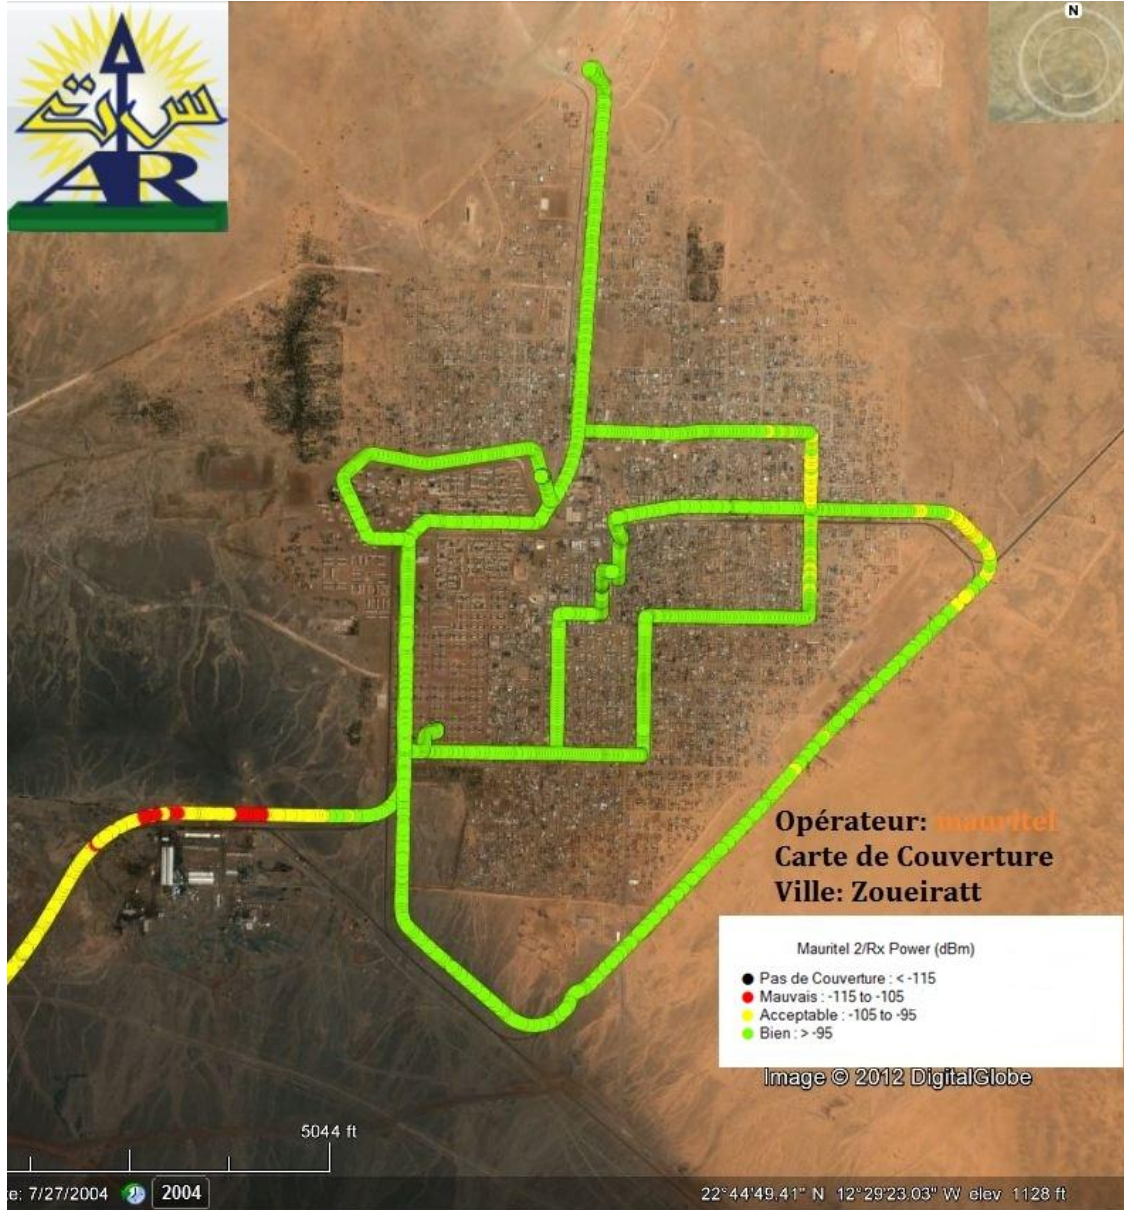 س ت
AR
N
Opérateur: mauritel
Carte de Couverture
Ville: Zoueiratt
Mauritel 2/Rx Power (dBm)
Pas de Couverture : < -115
Mauvais : -115 to -105
Acceptable : -105 to -95
Bien : > -95
Image © 2012 DigitalGlobe
5044 ft
e: 7/27/2004 2004
22°44'49.41" N 12°29'23.03" W elev 1128 ft